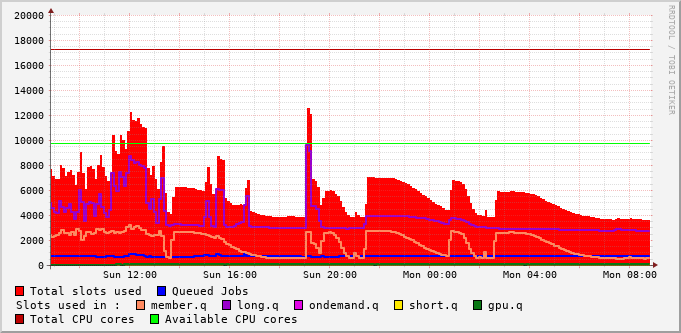 20000
18000
16000
14000
12000
10000
8000
6000
4000
2000
0
Sun 12:00 Sun 16:00 Sun 20:00 Mon 00:00 Mon 04:00 Mon 08:00
RRDTOOL / TOBI OETIKER
Total slots used Queued Jobs
Slots used in : member.q long.q ondemand.q short.q gpu.q
Total CPU cores Available CPU cores